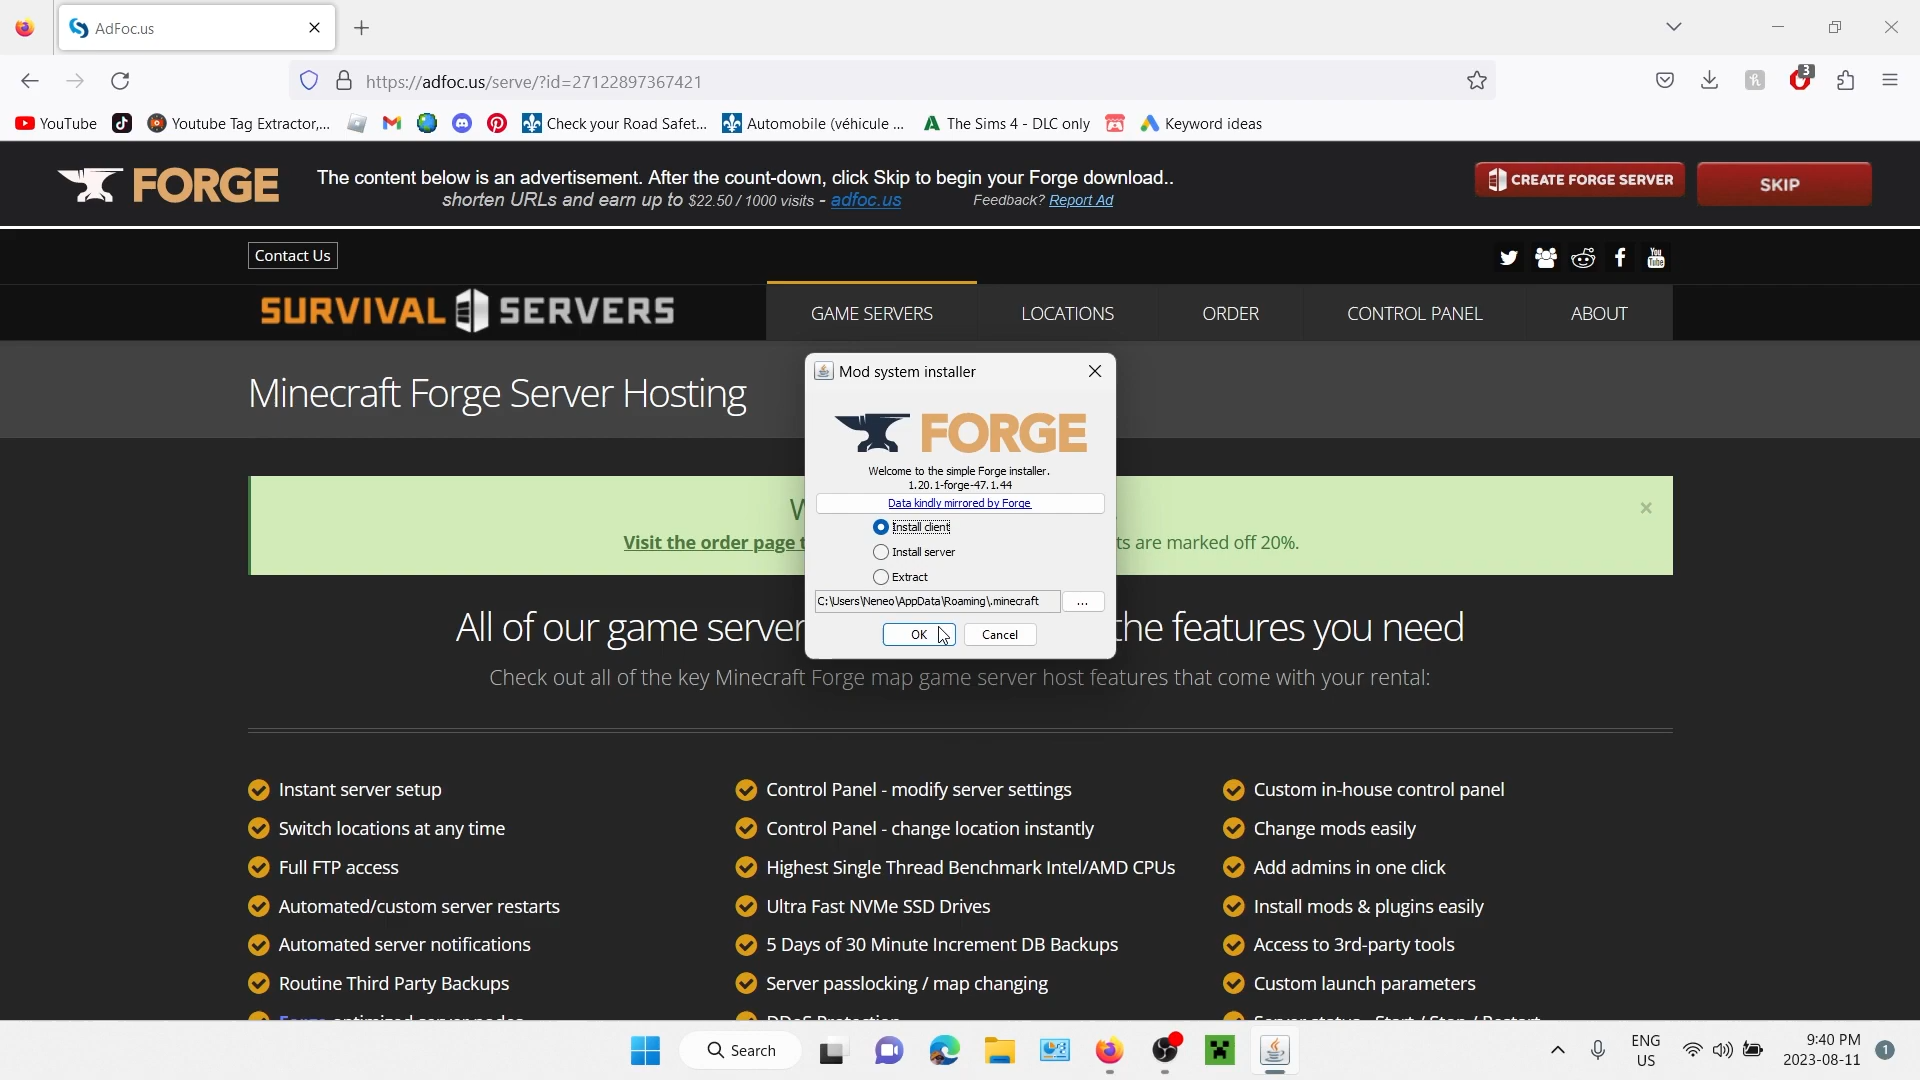 AdFoc.us
https://adfoc.us/serve/?id=27122897367421
3
YouTube
Youtube Tag Extractor,...
Check your Road Safet...
Automobile (véhicule ...
The Sims 4 - DLC only
Keyword ideas
FORGE
The content below is an advertisement. After the count-down, click Skip to begin your Forge download..
shorten URLs and earn up to $22.50 / 1000 visits - adfoc.us
Feedback? Report Ad
CREATE FORGE SERVER
SKIP
Contact Us
You Tube
SURVIVAL SERVERS
GAME SERVERS
LOCATIONS
ORDER
CONTROL PANEL
ABOUT
Minecraft Forge Server Hosting
Mod system installer
FORGE
Welcome to the simple Forge installer.
1.20.1-forge-47.1.44
Data kindly mirrored by Forge
Install client
Install server
Extract
C:\Users\Neneo\AppData\Roaming\.minecraft
...
OK
Cancel
Visit the order page
ts are marked off 20%.
All of our game server
the features you need
Check out all of the key Minecraft Forge map game server host features that come with your rental:
Instant server setup
Control Panel - modify server settings
Custom in-house control panel
Switch locations at any time
Control Panel - change location instantly
Change mods easily
Full FTP access
Highest Single Thread Benchmark Intel/AMD CPUs
Add admins in one click
Automated/custom server restarts
Ultra Fast NVMe SSD Drives
Install mods & plugins easily
Automated server notifications
5 Days of 30 Minute Increment DB Backups
Access to 3rd-party tools
Routine Third Party Backups
Server passlocking / map changing
Custom launch parameters
Search
ENG
US
9:40 PM
2023-08-11
1